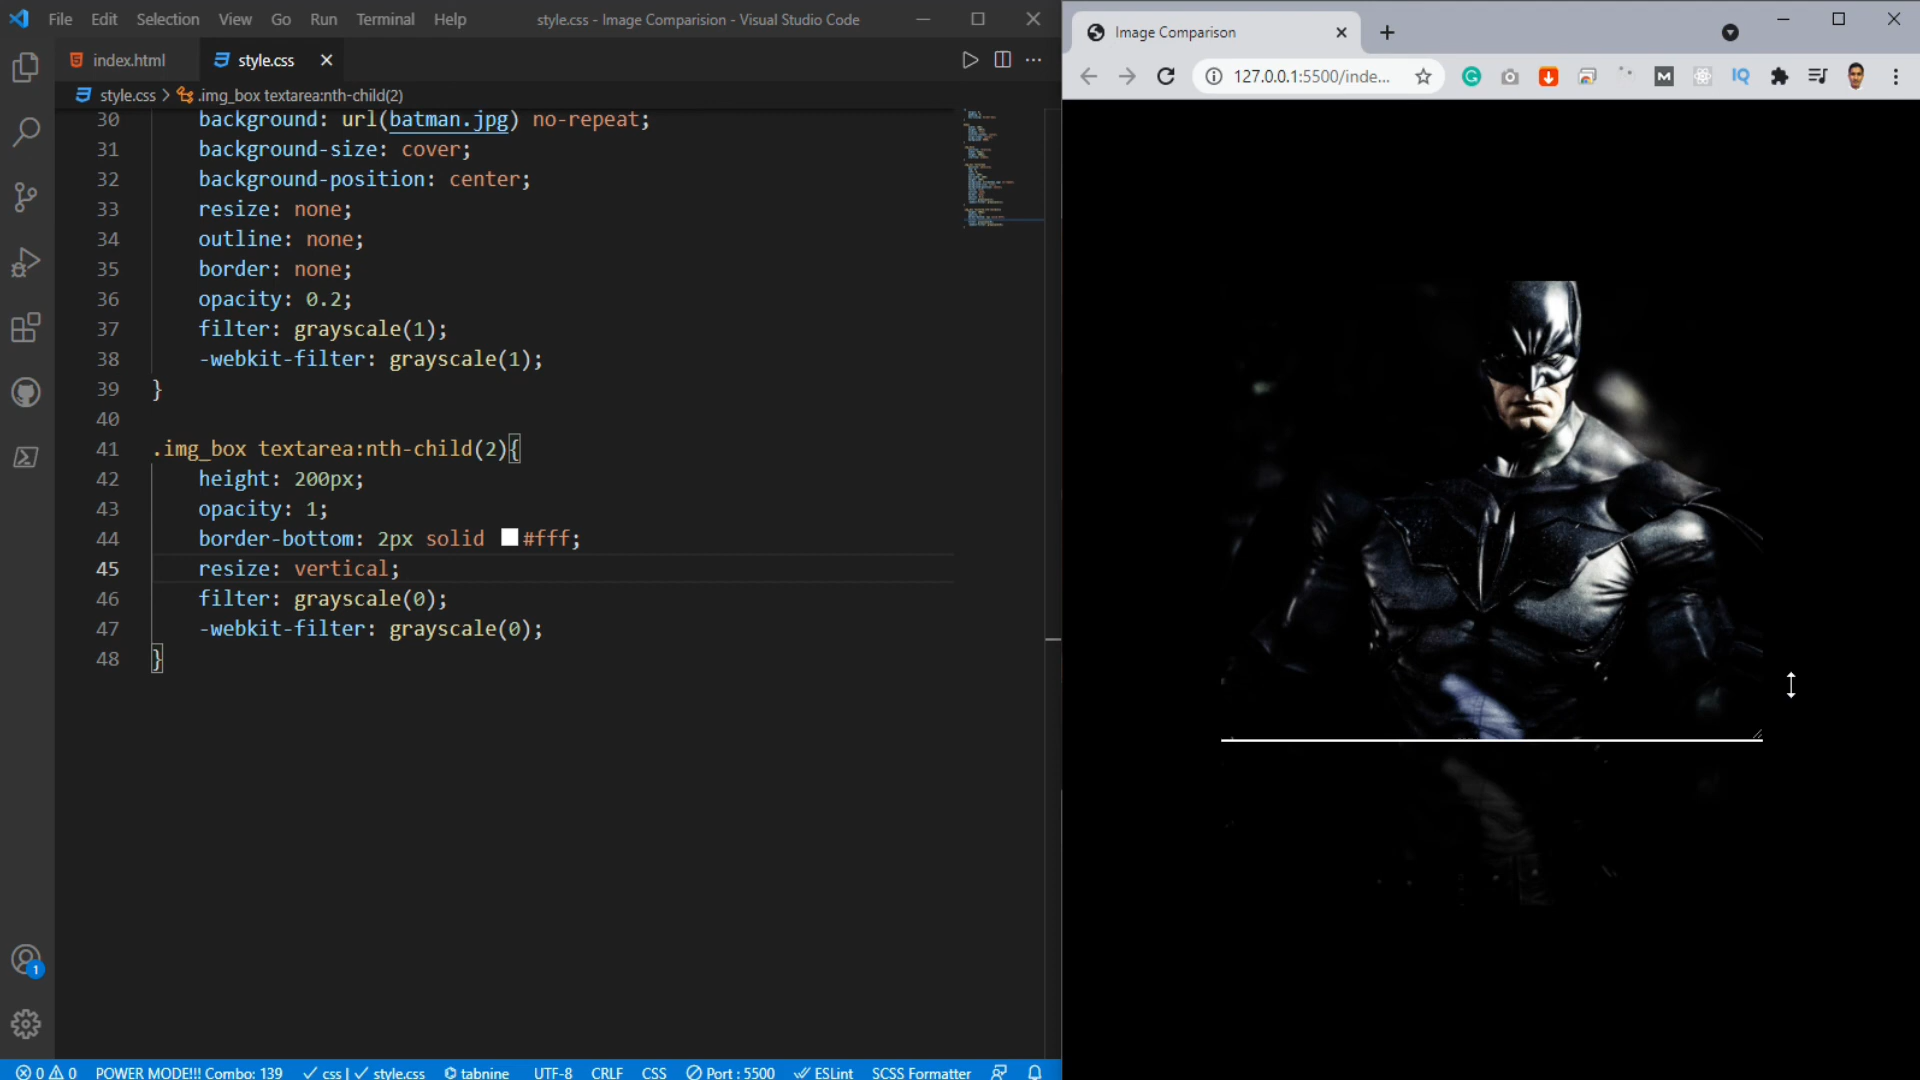 File Edit Selection View Go Run Terminal Help style.css - Image Comparision - Visual Studio Code
index.html style.css
style.css > .img_box textarea:nth-child(2)
30 background: url(batman.jpg) no-repeat;
31 background-size: cover;
32 background-position: center;
33 resize: none;
34 outline: none;
35 border: none;
36 opacity: 0.2;
37 filter: grayscale(1);
38 -webkit-filter: grayscale(1);
39 }
40
41 .img_box textarea:nth-child(2){
42 height: 200px;
43 opacity: 1;
44 border-bottom: 2px solid #fff;
45 resize: vertical;
46 filter: grayscale(0);
47 -webkit-filter: grayscale(0);
48 }
1
0 0 POWER MODE!!! Combo: 139 css | style.css tabnine UTF-8 CRLF CSS Port : 5500 ESLint SCSS Formatter
Image Comparison
127.0.0.1:5500/inde...
M IQ